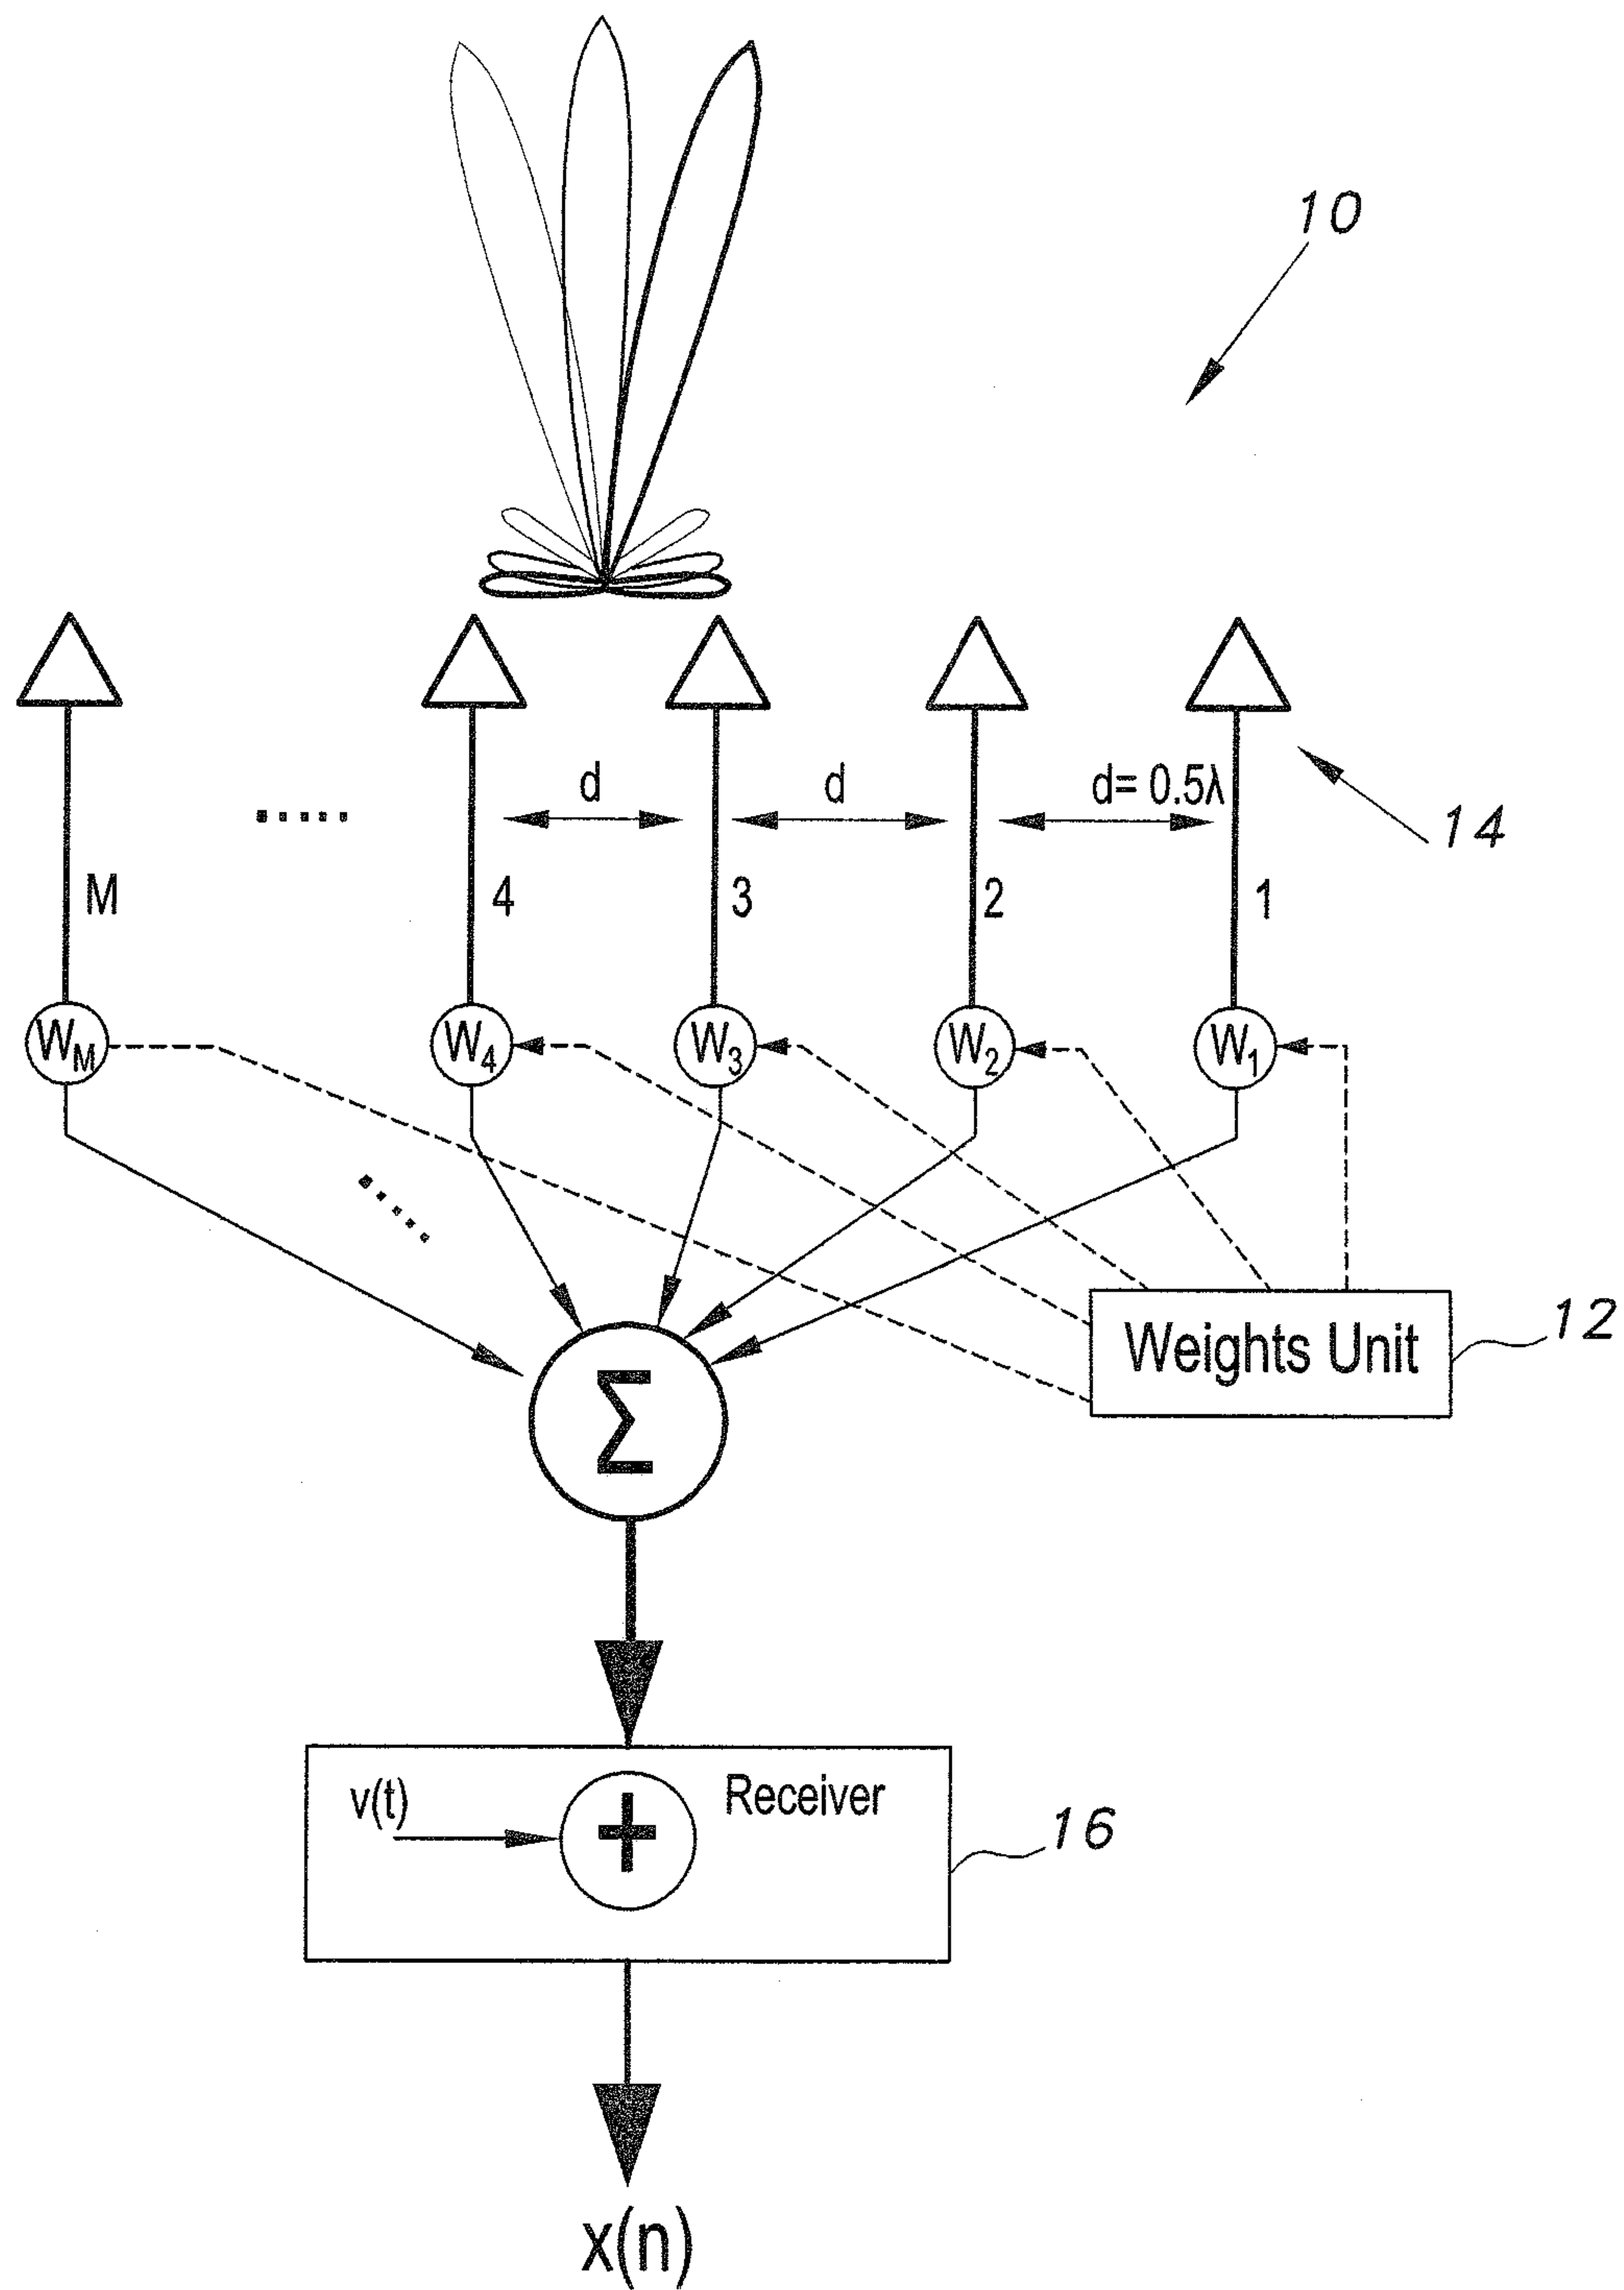 10
d
d
d= 0.5λ
14
M
4
3
2
1
W_M
W_4
W_3
W_2
W_1
Weights Unit
12
Σ
v(t)
+
Receiver
16
x(n)